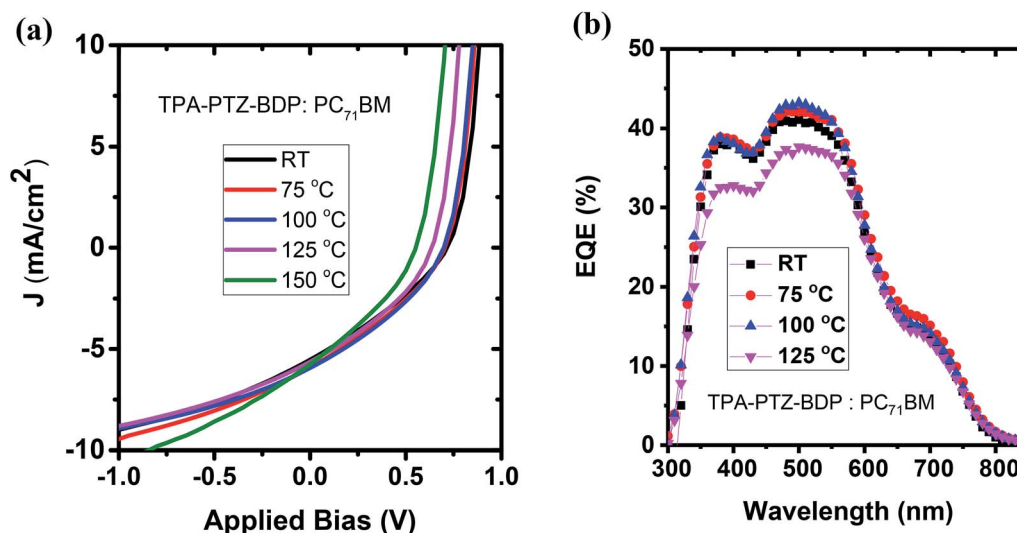 (a)
10
5
0
-5
-10
J (mA/cm²)
TPA-PTZ-BDP: PC₇₁BM
RT
75 °C
100 °C
125 °C
150 °C
-1.0 -0.5 0.0 0.5 1.0
Applied Bias (V)
(b)
50
40
30
20
10
0
EQE (%)
RT
75 °C
100 °C
125 °C
TPA-PTZ-BDP : PC₇₁BM
300 400 500 600 700 800
Wavelength (nm)